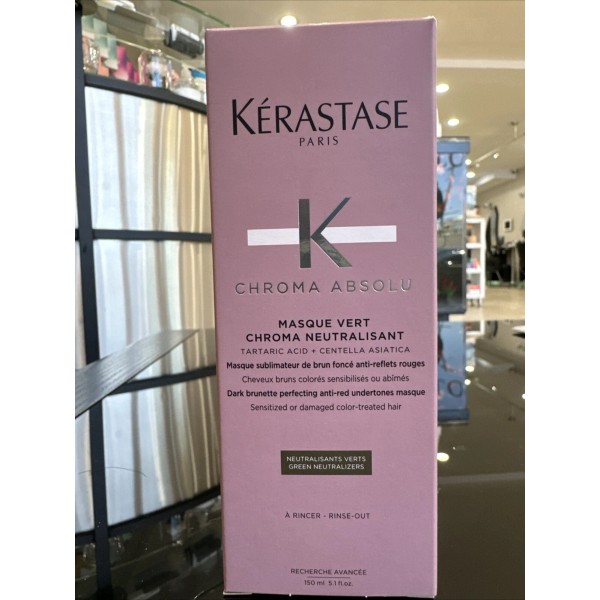 KÉRASTASE
PARIS
K
CHROMA ABSOLU
MASQUE VERT
CHROMA NEUTRALISANT
TARTARIC ACID + CENTELLA ASIATICA
Masque sublimateur de brun foncé anti-reflets rouges
Cheveux bruns colorés sensibilisés ou abîmés
Dark brunette perfecting anti-red undertones masque
Sensitized or damaged color-treated hair
NEUTRALISANTS VERTS
GREEN NEUTRALIZERS
À RINCER - RINSE-OUT
RECHERCHE AVANCÉE
150 ml. 5.1 fl.oz.